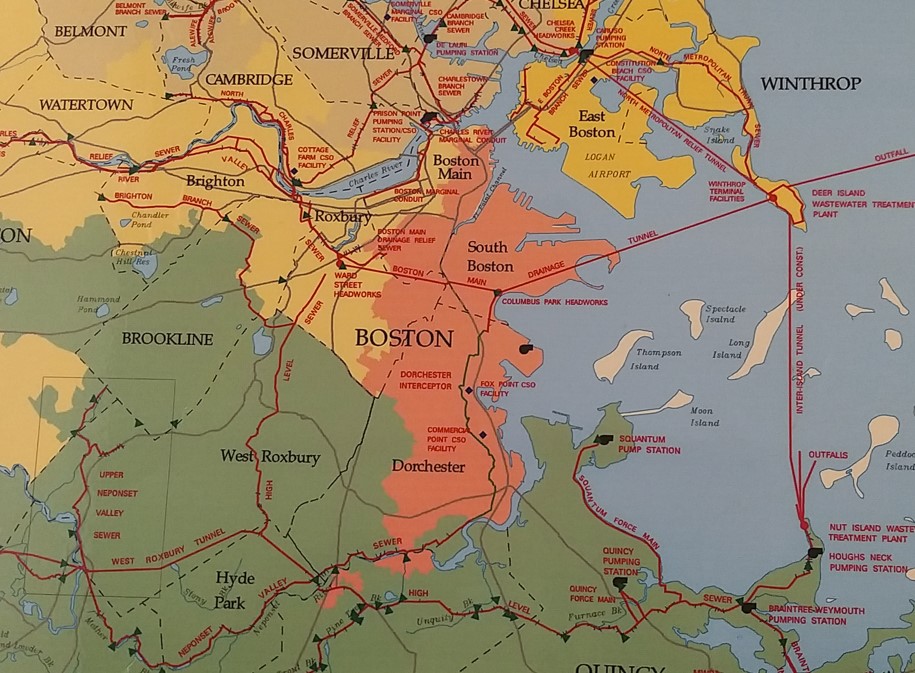 BELMONT
BRANCH SEWER
BELMONT
Fresh
Pond
ALEWIFE
SOMERVILLE
CAMBRIDGE
WATERTOWN
SOMERVILLE
MARGINAL CSO
FACILITY
SOMERVILLE-MEDFORD
BRANCH SEWER
CAMBRIDGE
BRANCH
SEWER
DE LAURI
PUMPING STATION
CHELSEA
CHELSEA
CREEK
HEADWORKS
CARUSO
PUMPING
STATION
CONSTITUTION
BEACH CSO
FACILITY
NORTH METROPOLITAN
TRUNK
SEWER
WINTHROP
CHARLESTOWN
BRANCH
SEWER
SEWER
RELIEF
PRISON POINT
PUMPING
STATION/CSO
FACILITY
CHARLES RIVER
MARGINAL CONDUIT
E BOSTON
BRANCH SEWER
East
Boston
LOGAN
AIRPORT
NORTH METROPOLITAN RELIEF TUNNEL
Snake
Island
OUTFALL
WINTHROP
TERMINAL
FACILITIES
DEER ISLAND
WASTEWATER TREATMENT
PLANT
NORTH
CHARLES
RELIEF
SEWER
RIVER
VALLEY
Brighton
COTTAGE
FARM CSO
FACILITY
Charles River
Boston
Main
BOSTON MARGINAL
CONDUIT
BRIGHTON
BRANCH
SEWER
Chandler
Pond
Chestnut
Hill Res
Roxbury
SEWER
BOSTON MAIN
DRAINAGE RELIEF
SEWER
WARD
STREET
HEADWORKS
BOSTON
MAIN
DRAINAGE
TUNNEL
South
Boston
COLUMBUS PARK HEADWORKS
Hammond
Pond
BROOKLINE
SEWER
LEVEL
HIGH
BOSTON
INTER-ISLAND TUNNEL (UNDER CONST.)
Spectacle
Isalnd
Long
Island
Thompson
Island
Moon
Island
DORCHESTER
INTERCEPTOR
FOX POINT CSO
FACILITY
COMMERCIAL
POINT CSO
FACILITY
Dorchester
West Roxbury
SQUANTUM
PUMP STATION
SQUANTUM FORCE MAIN
OUTFALLS
Peddocks
Island
NUT ISLAND WASTE
TREATMENT PLANT
HOUGHS NECK
PUMPING STATION
UPPER
NEPONSET
VALLEY
SEWER
WEST ROXBURY TUNNEL
Hyde
Park
NEPONSET
VALLEY
SEWER
HIGH
LEVEL
SEWER
Unquity Bk
Pine
Furnace Bk
QUINCY
PUMPING
STATION
QUINCY
FORCE MAIN
BRAINTREE-WEYMOUTH
PUMPING STATION
QUINCY